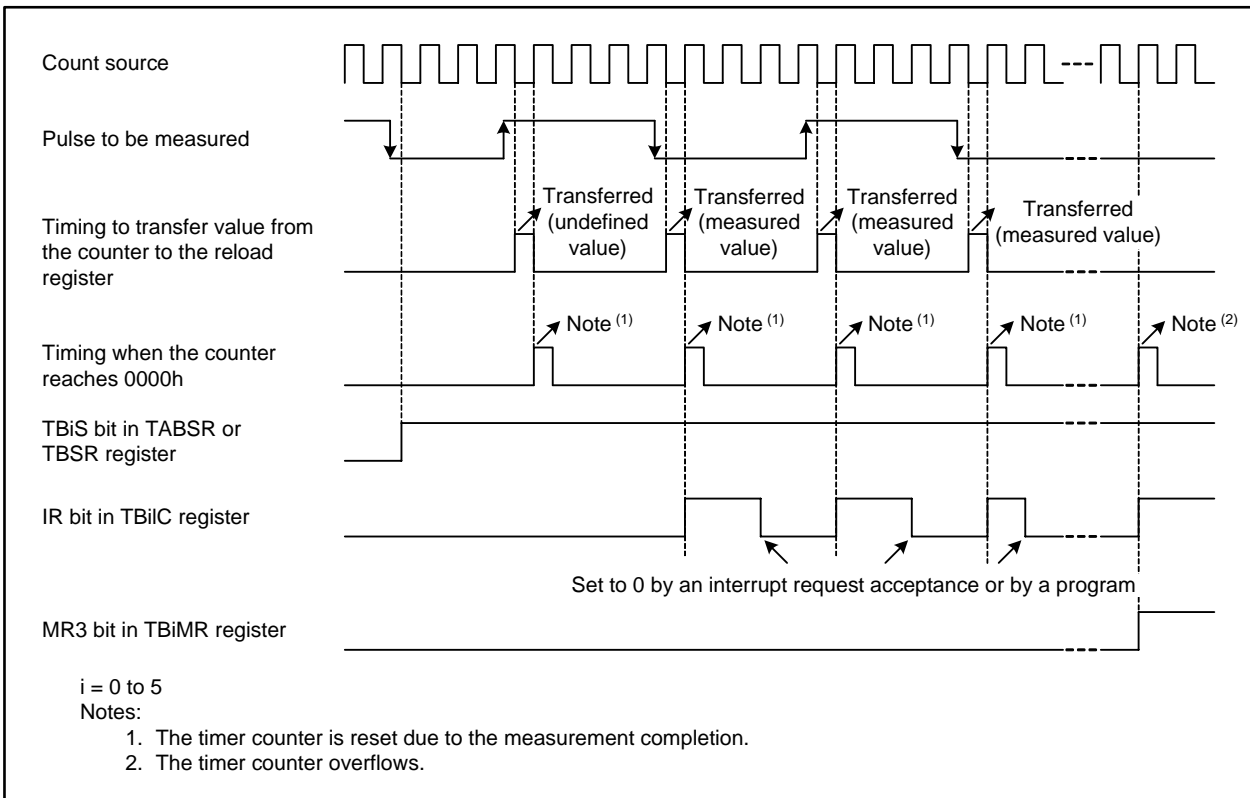 Count source
Pulse to be measured
Timing to transfer value from
the counter to the reload
register
Transferred
(undefined
value)
Transferred
(measured
value)
Transferred
(measured
value)
Transferred
(measured value)
Timing when the counter
reaches 0000h
Note (1)
Note (1)
Note (1)
Note (1)
Note (2)
TBiS bit in TABSR or
TBSR register
IR bit in TBiIC register
Set to 0 by an interrupt request acceptance or by a program
MR3 bit in TBiMR register
i = 0 to 5
Notes:
1. The timer counter is reset due to the measurement completion.
2. The timer counter overflows.